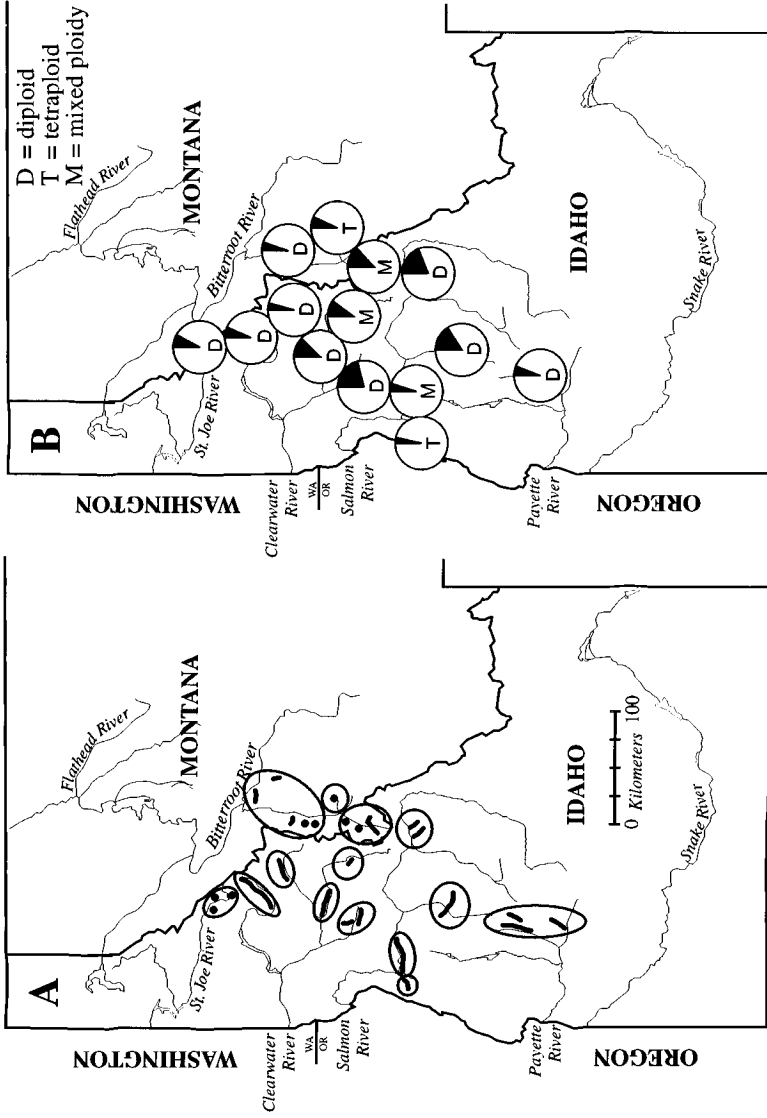 A
WASHINGTON
MONTANA
Flathead River
Bitterroot River
St. Joe River
Clearwater
River
WA
OR
Salmon
River
IDAHO
0 100
Kilometers
Payette
River
OREGON
Snake River
B
D = diploid
T = tetraploid
M = mixed ploidy
WASHINGTON
MONTANA
Flathead River
Bitterroot River
St. Joe River
Clearwater
River
WA
OR
Salmon
River
D
D
D
D
T
D
M
M
D
D
M
T
D
D
IDAHO
Payette
River
OREGON
Snake River